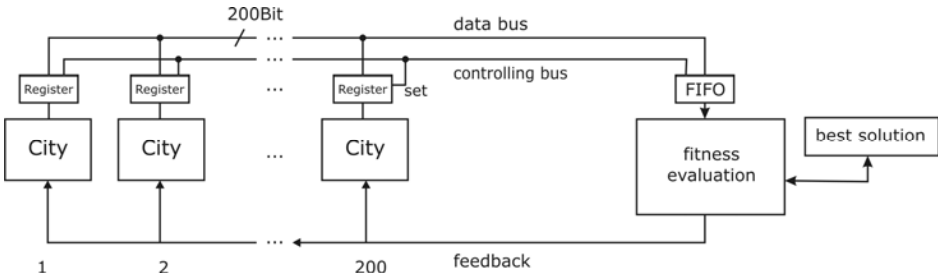 200Bit
...
data bus
...
controlling bus
Register
Register
...
Register
set
FIFO
City
City
...
City
fitness
evaluation
best solution
...
feedback
1
2
...
200